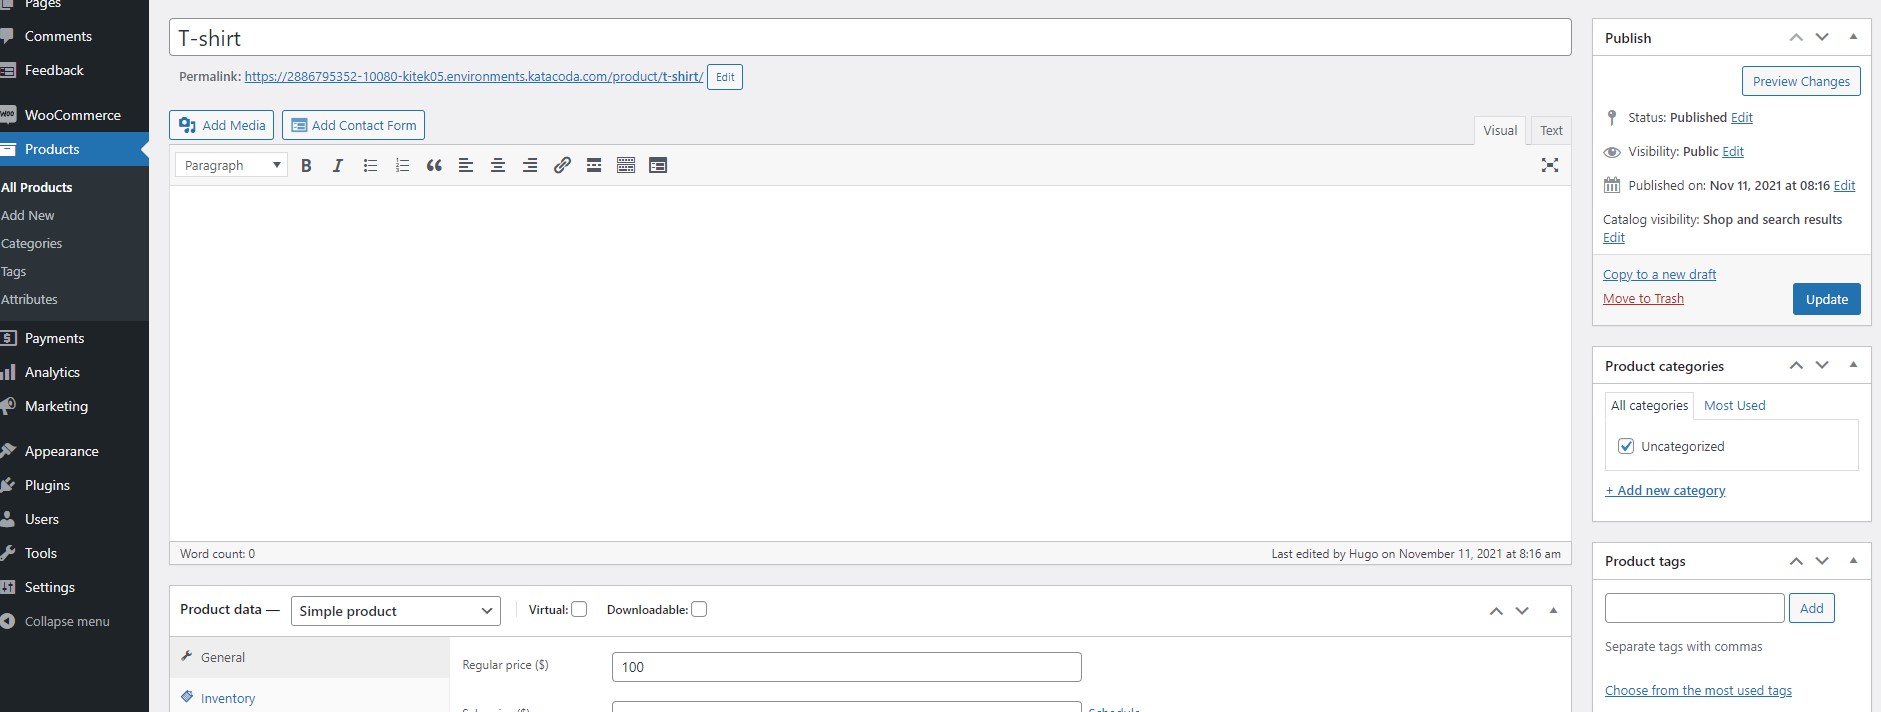 Pages
Comments
Feedback
WooCommerce
Products
All Products
Add New
Categories
Tags
Attributes
Payments
Analytics
Marketing
Appearance
Plugins
Users
Tools
Settings
Collapse menu
T-shirt
Permalink: https://2886795352-10080-kitek05.environments.katacoda.com/product/t-shirt/ Edit
Add Media Add Contact Form
Visual Text
Paragraph
Word count: 0 Last edited by Hugo on November 11, 2021 at 8:16 am
Product data — Simple product Virtual: Downloadable:
General
Inventory
Regular price ($) 100
Schedule
Publish
Preview Changes
Status: Published Edit
Visibility: Public Edit
Published on: Nov 11, 2021 at 08:16 Edit
Catalog visibility: Shop and search results
Edit
Copy to a new draft
Move to Trash
Update
Product categories
All categories Most Used
Uncategorized
+ Add new category
Product tags
Add
Separate tags with commas
Choose from the most used tags